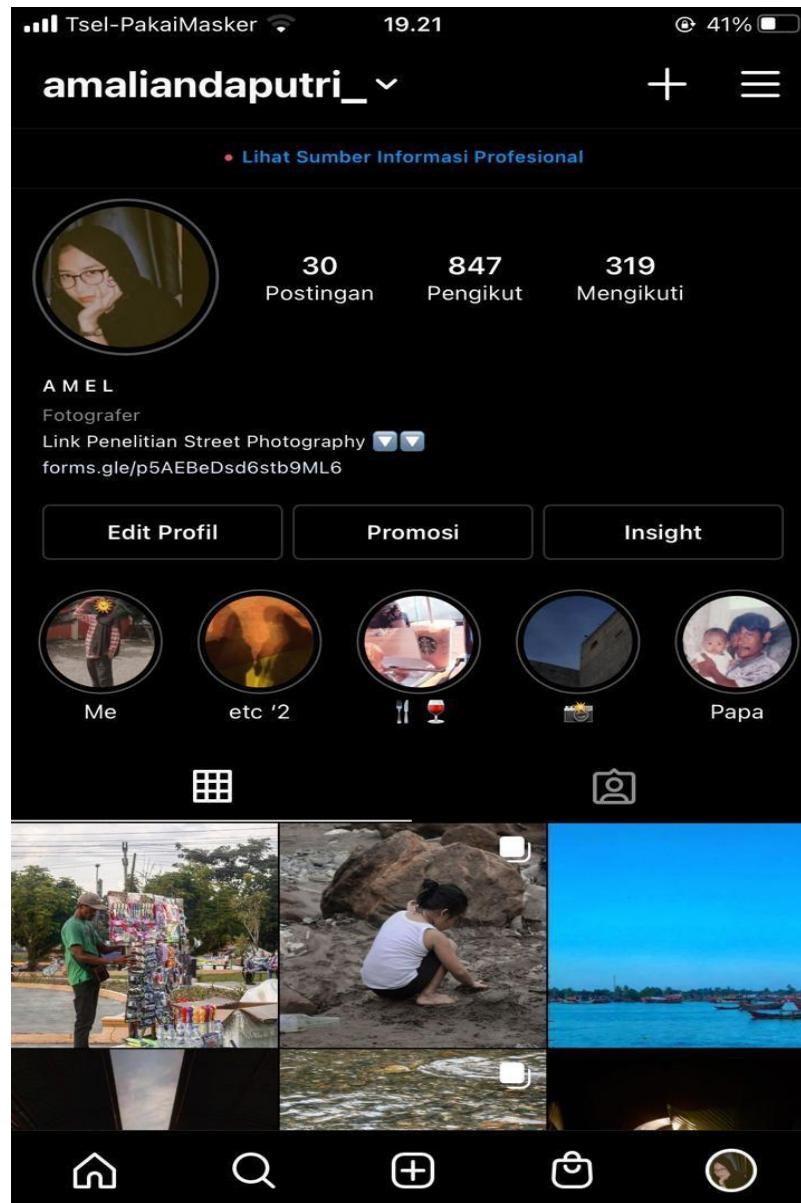 Tsel-PakaiMasker 19.21 41%
amaliandaputri_
Lihat Sumber Informasi Profesional
30 847 319
Postingan Pengikut Mengikuti
A M E L
Fotografer
Link Penelitian Street Photography 🔽🔽
forms.gle/p5AEBeDsd6stb9ML6
Edit Profil Promosi Insight
Me etc '2 🍴🍷 📸 Papa